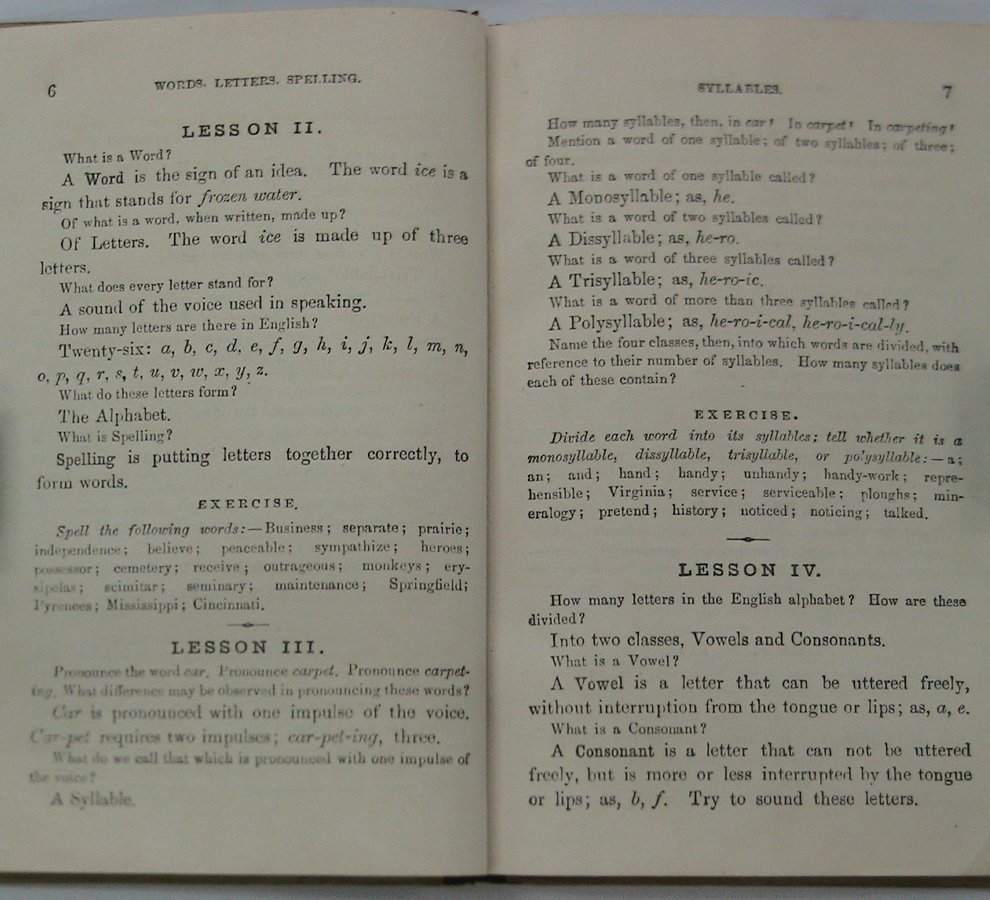 6 WORDS. LETTERS. SPELLING.
LESSON II.
What is a Word?
A Word is the sign of an idea. The word ice is a
sign that stands for frozen water.
Of what is a word, when written, made up?
Of Letters. The word ice is made up of three
letters.
What does every letter stand for?
A sound of the voice used in speaking.
How many letters are there in English?
Twenty-six: a, b, c, d, e, f, g, h, i, j, k, l, m, n,
o, p, q, r, s, t, u, v, w, x, y, z.
What do these letters form?
The Alphabet.
What is Spelling?
Spelling is putting letters together correctly, to
form words.
EXERCISE.
Spell the following words:—Business; separate; prairie;
independence; believe; peaceable; sympathize; heroes;
possessor; cemetery; receive; outrageous; monkeys; ery-
sipelas; scimitar; seminary; maintenance; Springfield;
Pyrenees; Mississippi; Cincinnati.
LESSON III.
Pronounce the word car. Pronounce carpet. Pronounce carpet-
ing. What difference may be observed in pronouncing these words?
Car is pronounced with one impulse of the voice.
Car-pet requires two impulses; car-pet-ing, three.
What do we call that which is pronounced with one impulse of
the voice?
A Syllable.
SYLLABLES. 7
How many syllables, then, in car? In carpet? In carpeting?
Mention a word of one syllable; of two syllables; of three;
of four.
What is a word of one syllable called?
A Monosyllable; as, he.
What is a word of two syllables called?
A Dissyllable; as, he-ro.
What is a word of three syllables called?
A Trisyllable; as, he-ro-ic.
What is a word of more than three syllables called?
A Polysyllable; as, he-ro-i-cal, he-ro-i-cal-ly.
Name the four classes, then, into which words are divided, with
reference to their number of syllables. How many syllables does
each of these contain?
EXERCISE.
Divide each word into its syllables; tell whether it is a
monosyllable, dissyllable, trisyllable, or polysyllable:—a;
an; and; hand; handy; unhandy; handy-work; repre-
hensible; Virginia; service; serviceable; ploughs; min-
eralogy; pretend; history; noticed; noticing; talked.
LESSON IV.
How many letters in the English alphabet? How are these
divided?
Into two classes, Vowels and Consonants.
What is a Vowel?
A Vowel is a letter that can be uttered freely,
without interruption from the tongue or lips; as, a, e.
What is a Consonant?
A Consonant is a letter that can not be uttered
freely, but is more or less interrupted by the tongue
or lips; as, b, f. Try to sound these letters.